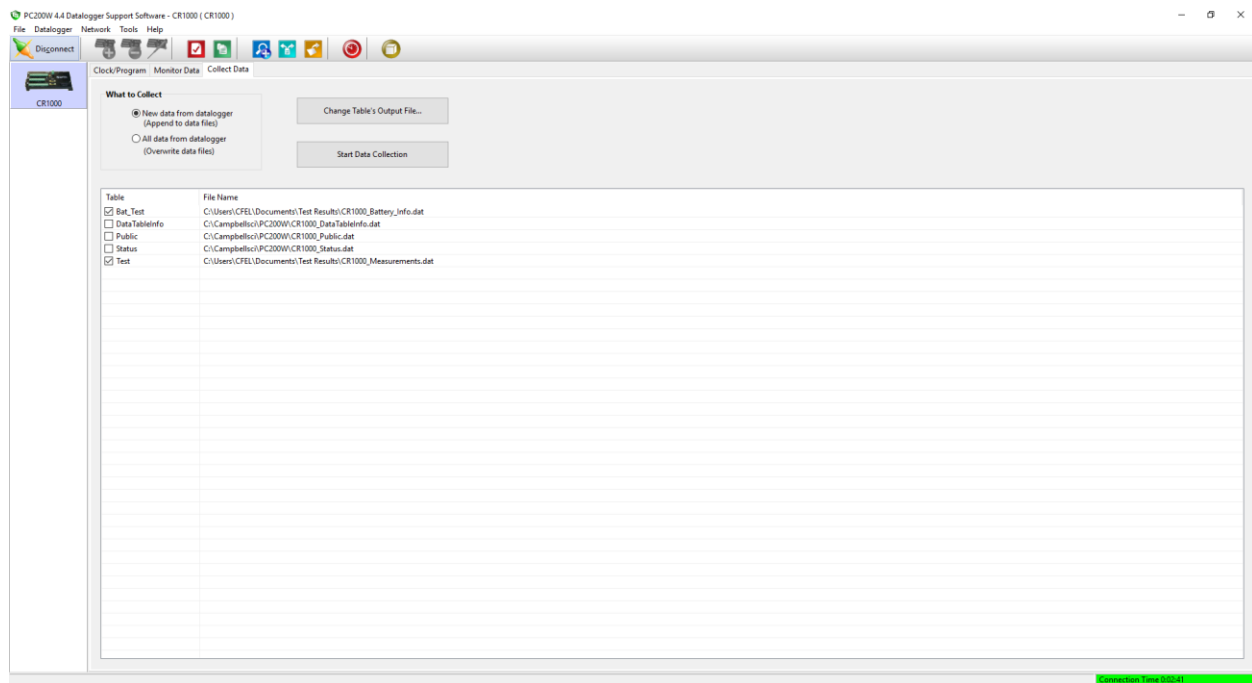 PC200W 4.4 Datalogger Support Software - CR1000 ( CR1000 )
File Datalogger Network Tools Help
Disconnect
CR1000
Clock/Program Monitor Data Collect Data
What to Collect
New data from datalogger
(Append to data files)
All data from datalogger
(Overwrite data files)
Change Table's Output File...
Start Data Collection
Table File Name
Bat_Test C:\Users\CFEL\Documents\Test Results\CR1000_Battery_Info.dat
DataTableInfo C:\Campbellsci\PC200W\CR1000_DataTableInfo.dat
Public C:\Campbellsci\PC200W\CR1000_Public.dat
Status C:\Campbellsci\PC200W\CR1000_Status.dat
Test C:\Users\CFEL\Documents\Test Results\CR1000_Measurements.dat
Connection Time 0:02:41